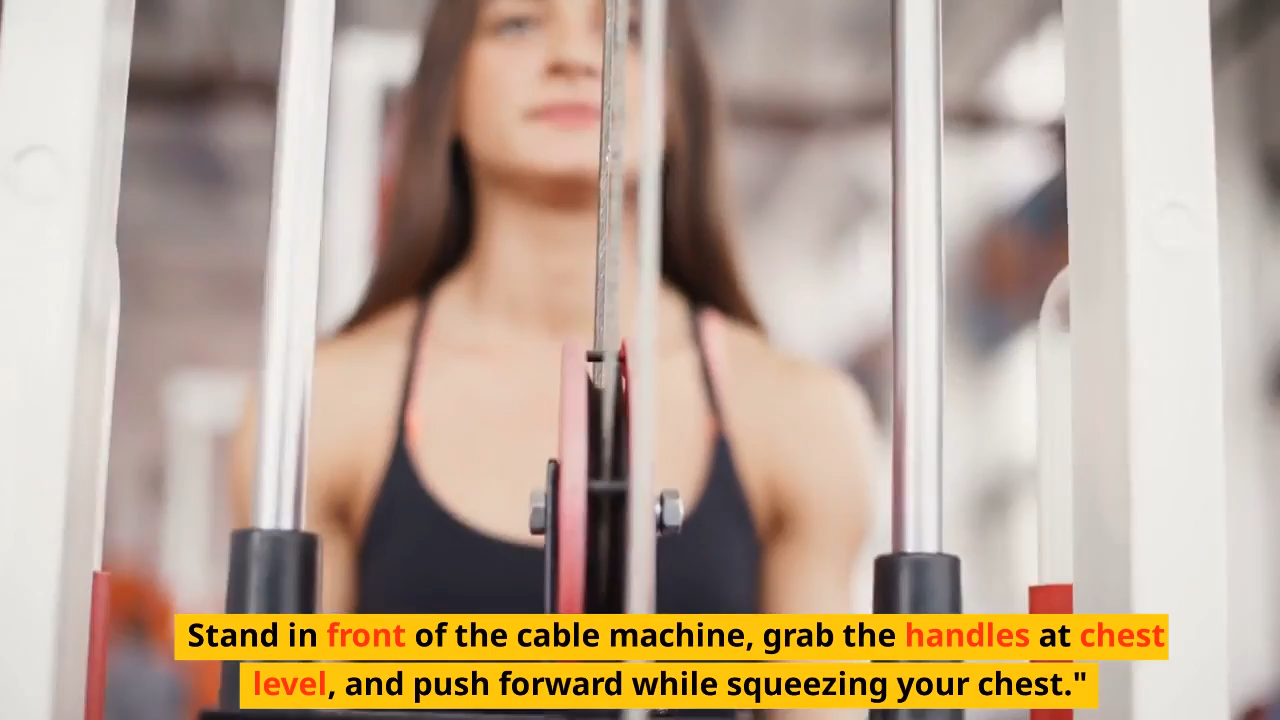 Stand in front of the cable machine, grab the handles at chest
level, and push forward while squeezing your chest."